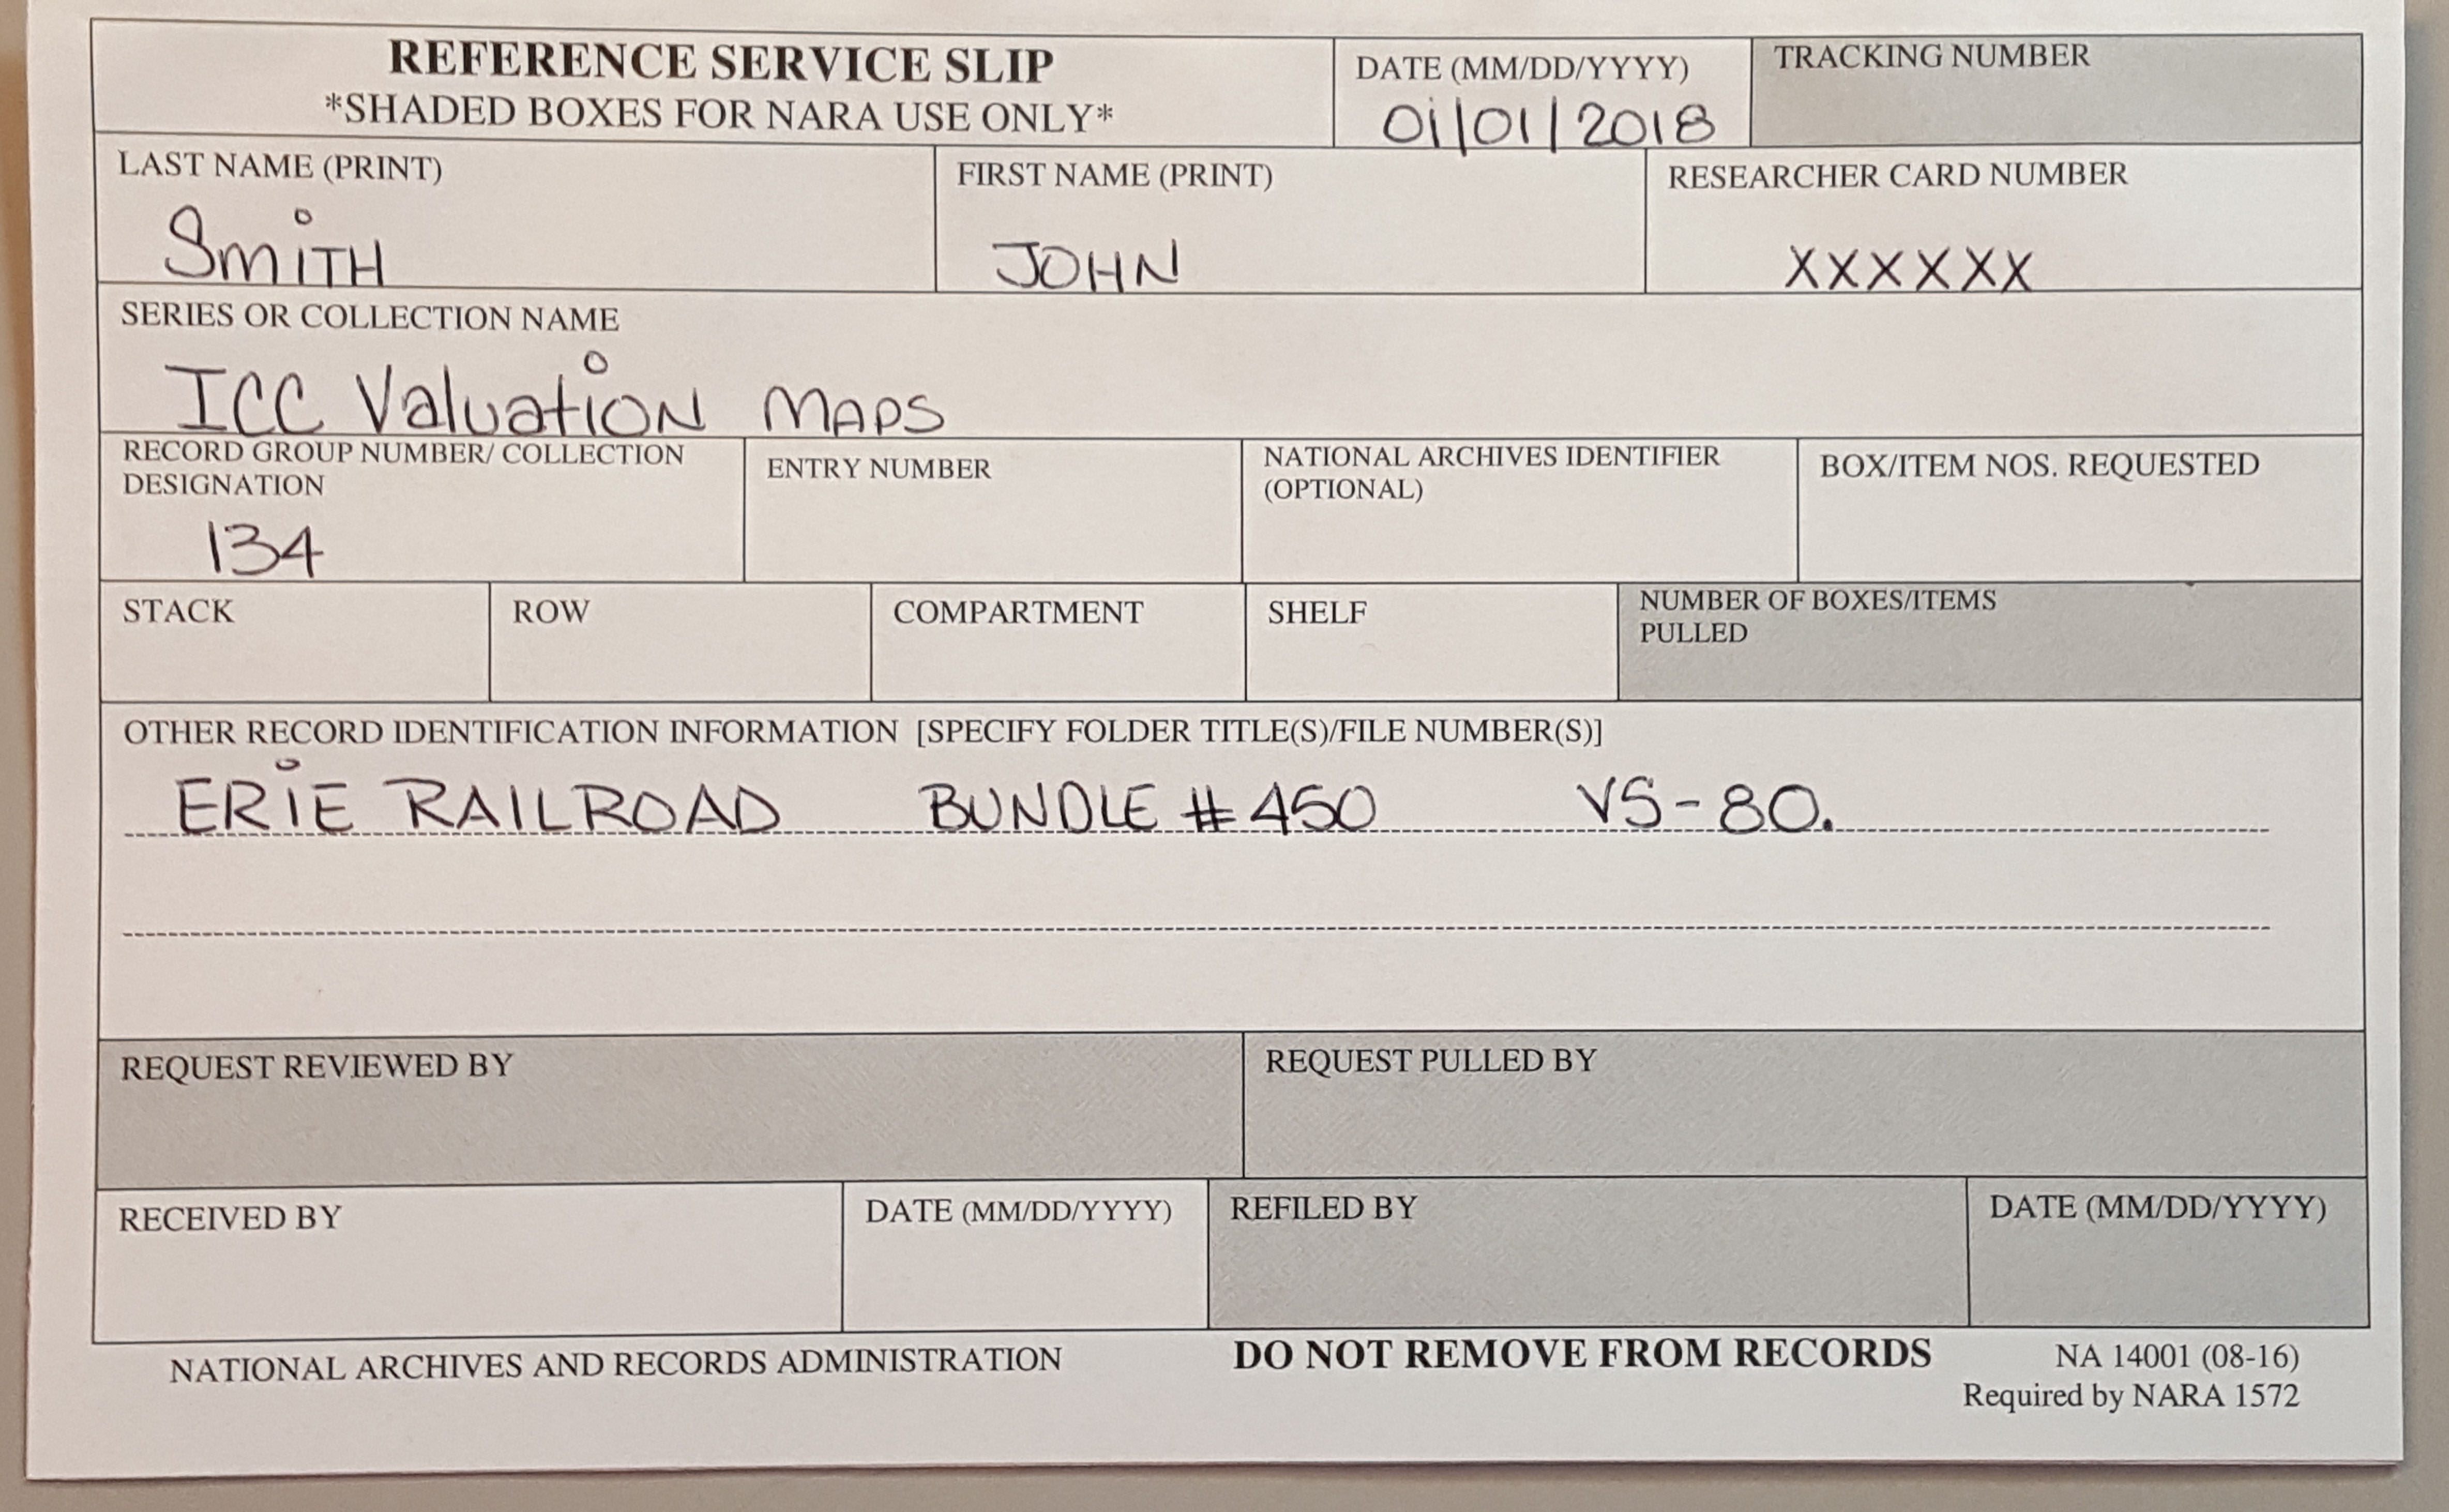 REFERENCE SERVICE SLIP
*SHADED BOXES FOR NARA USE ONLY*
DATE (MM/DD/YYYY)
01/01/2018
TRACKING NUMBER
LAST NAME (PRINT)
SmiTH
FIRST NAME (PRINT)
JOHN
RESEARCHER CARD NUMBER
XXXXXX
SERIES OR COLLECTION NAME
ICC Valuation MAPS
RECORD GROUP NUMBER/ COLLECTION
DESIGNATION
134
ENTRY NUMBER
NATIONAL ARCHIVES IDENTIFIER
(OPTIONAL)
BOX/ITEM NOS. REQUESTED
STACK
ROW
COMPARTMENT
SHELF
NUMBER OF BOXES/ITEMS
PULLED
OTHER RECORD IDENTIFICATION INFORMATION [SPECIFY FOLDER TITLE(S)/FILE NUMBER(S)]
ERiE RAILROAD BUNDLE #450 VS-80.
REQUEST REVIEWED BY
REQUEST PULLED BY
RECEIVED BY
DATE (MM/DD/YYYY)
REFILED BY
DATE (MM/DD/YYYY)
NATIONAL ARCHIVES AND RECORDS ADMINISTRATION
DO NOT REMOVE FROM RECORDS
NA 14001 (08-16)
Required by NARA 1572